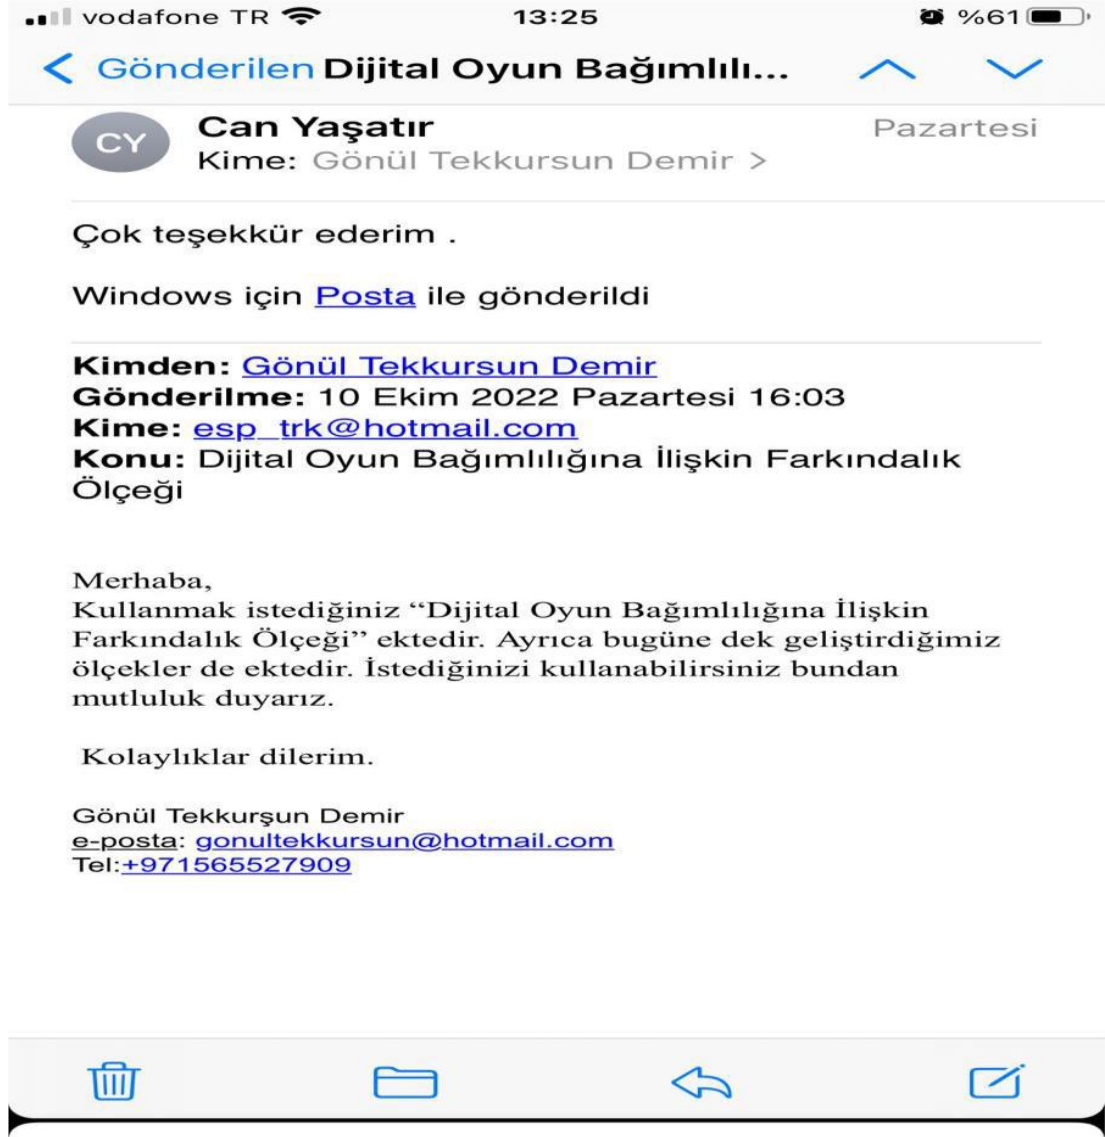 vodafone TR 13:25 %61
Gönderilen Dijital Oyun Bağımlılı...
CY Can Yaşatır Pazartesi
Kime: Gönül Tekkursun Demir >
Çok teşekkür ederim .
Windows için Posta ile gönderildi
Kimden: Gönül Tekkursun Demir
Gönderilme: 10 Ekim 2022 Pazartesi 16:03
Kime: esp_trk@hotmail.com
Konu: Dijital Oyun Bağımlılığına İlişkin Farkındalık
Ölçeği
Merhaba,
Kullanmak istediğiniz “Dijital Oyun Bağımlılığına İlişkin
Farkındalık Ölçeği” ektedir. Ayrıca bugüne dek geliştirdiğimiz
ölçekler de ektedir. İstediğinizi kullanabilirsiniz bundan
mutluluk duyarız.
Kolaylıklar dilerim.
Gönül Tekkurşun Demir
e-posta: gonultekkursun@hotmail.com
Tel:+971565527909